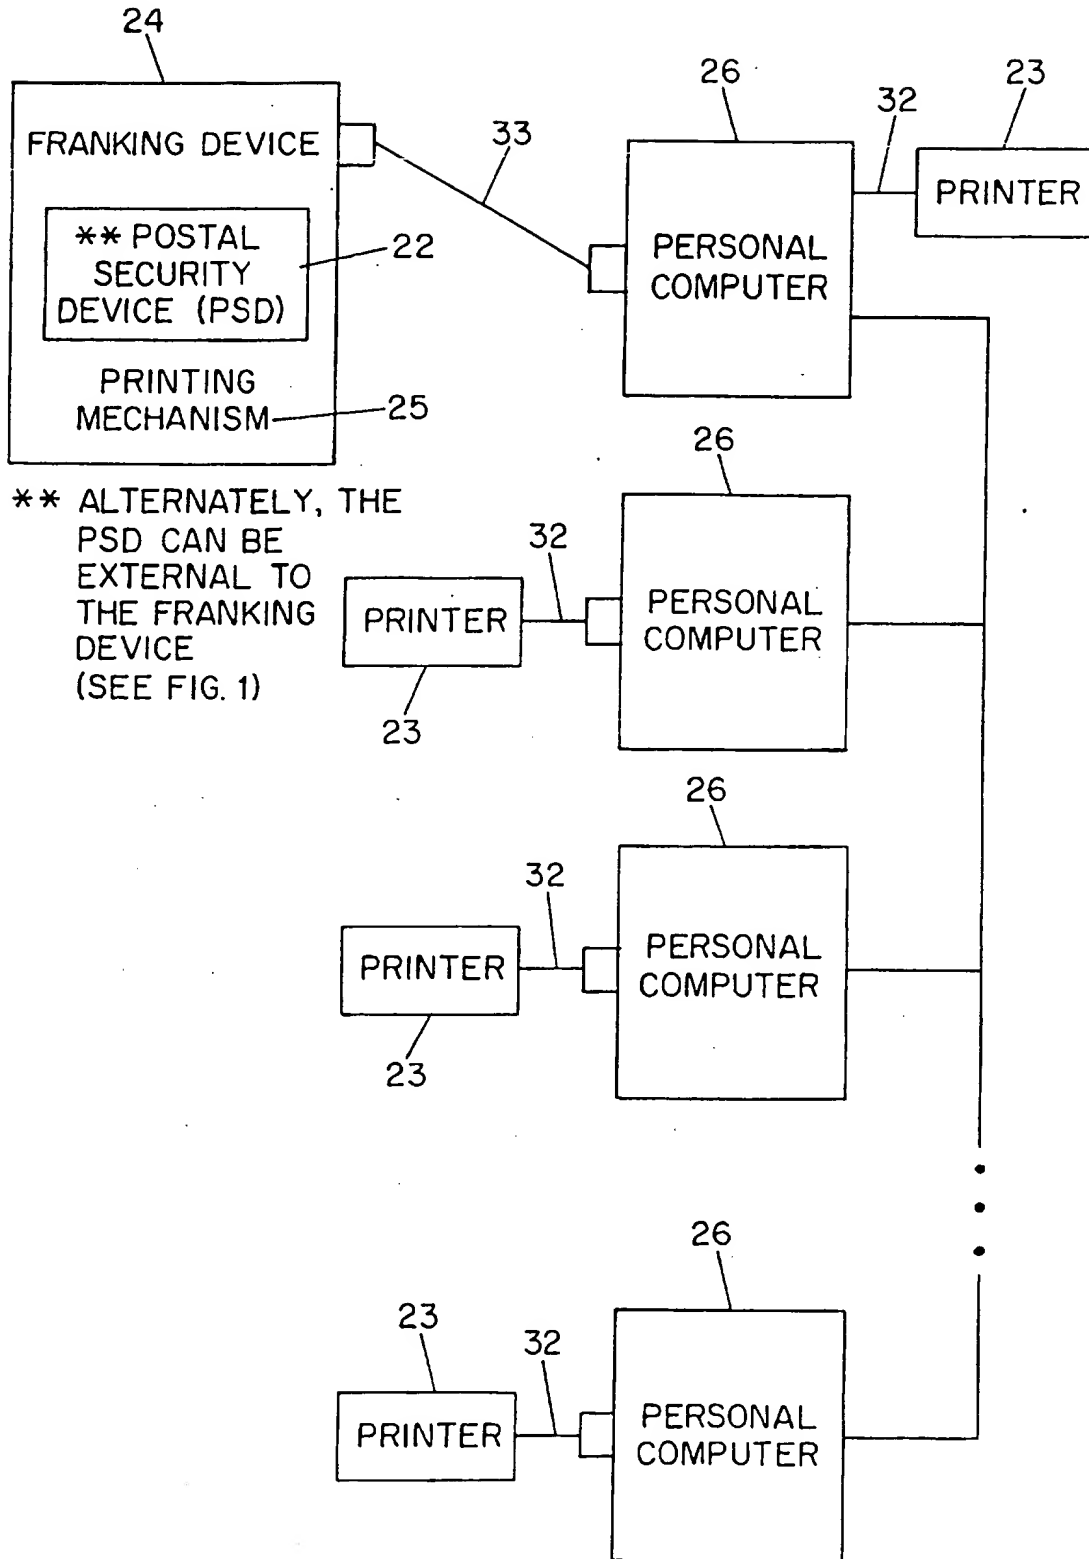 24
FRANKING DEVICE
** POSTAL
SECURITY
DEVICE (PSD)
22
PRINTING
MECHANISM
25
33
26
PERSONAL
COMPUTER
32
23
PRINTER
** ALTERNATELY, THE
PSD CAN BE
EXTERNAL TO
THE FRANKING
DEVICE
(SEE FIG. 1)
26
PERSONAL
COMPUTER
32
PRINTER
23
26
PERSONAL
COMPUTER
32
PRINTER
23
26
PERSONAL
COMPUTER
23
32
PRINTER